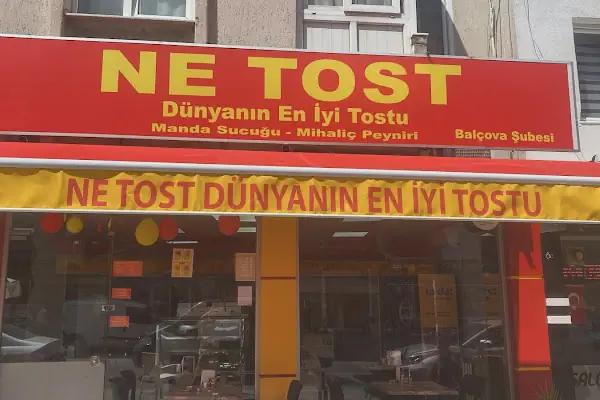 NE TOST
Dünyanın En İyi Tostu
Manda Sucuğu - Mihaliç Peyniri
Balçova Şubesi
NE TOST DÜNYANIN EN İYİ TOSTU